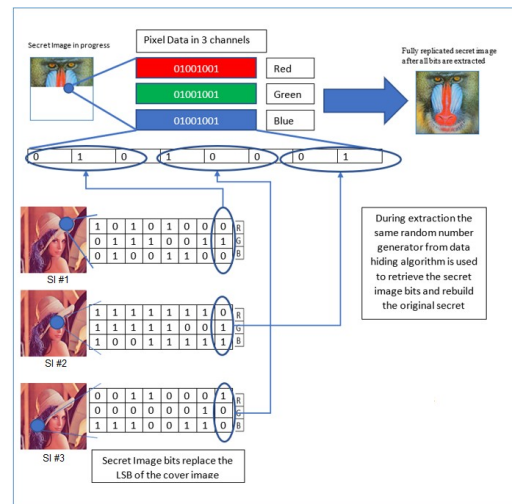 Secret Image in progress
Pixel Data in 3 channels
Fully replicated secret image
after all bits are extracted
01001001 Red
01001001 Green
01001001 Blue
0 1 0 1 0 0 0 1
1 0 1 0 1 0 0 0 R
0 1 1 1 0 0 1 1 G
0 1 0 0 1 1 0 0 B
SI #1
1 1 1 1 1 1 1 0 R
1 1 1 1 0 0 1 G
1 0 0 1 1 1 1 1 B
SI #2
0 0 1 1 0 0 0 1 R
0 0 0 0 0 0 1 0 G
1 1 1 0 0 1 1 0 B
SI #3
During extraction the
same random number
generator from data
hiding algorithm is used
to retrieve the secret
image bits and rebuild
the original secret
Secret Image bits replace the
LSB of the cover image